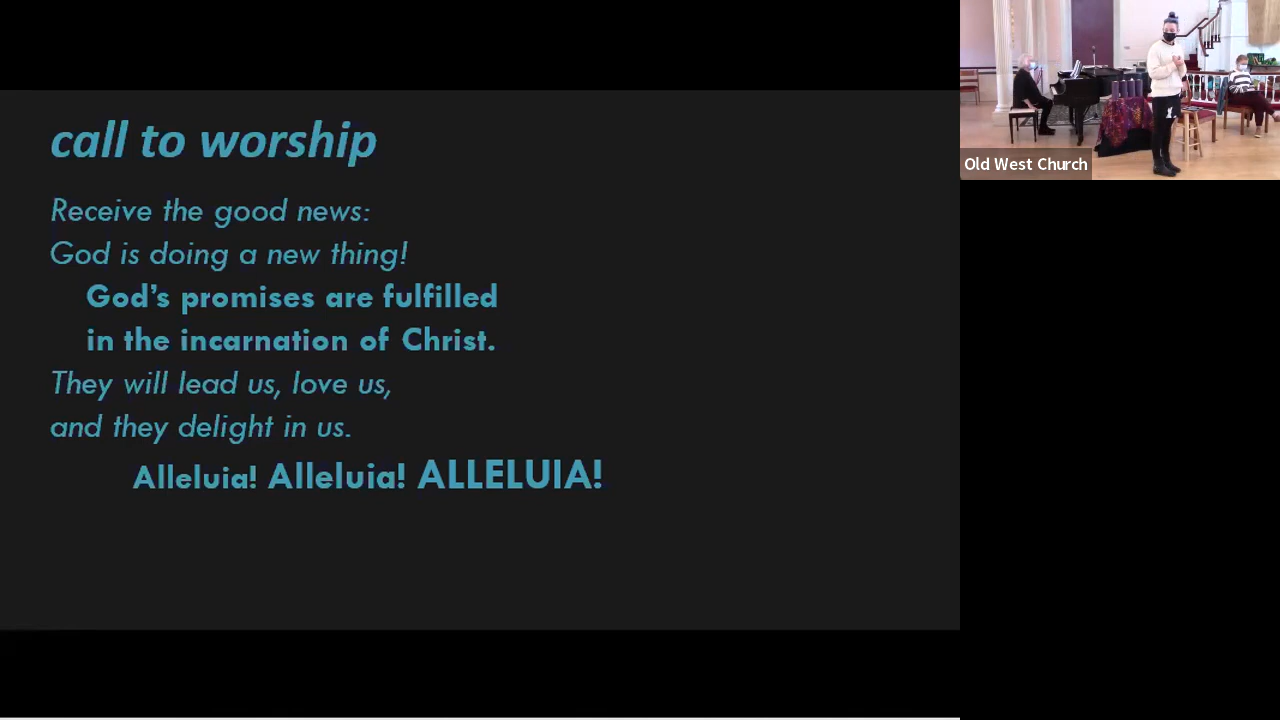 call to worship
Receive the good news:
God is doing a new thing!
God's promises are fulfilled
in the incarnation of Christ.
They will lead us, love us,
and they delight in us.
Alleluia! Alleluia! ALLELUIA!
Old West Church